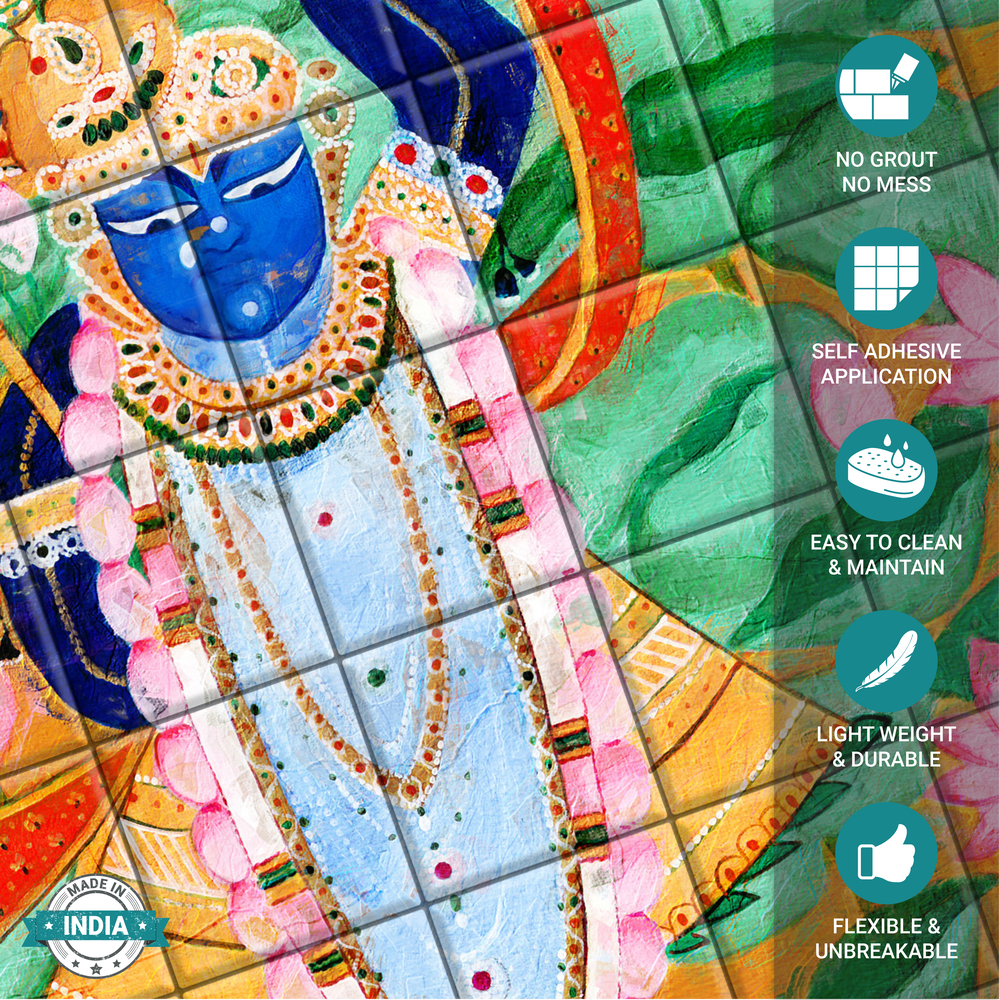 NO GROUT
NO MESS
SELF ADHESIVE
APPLICATION
EASY TO CLEAN
& MAINTAIN
LIGHT WEIGHT
& DURABLE
FLEXIBLE &
UNBREAKABLE
MADE IN
INDIA